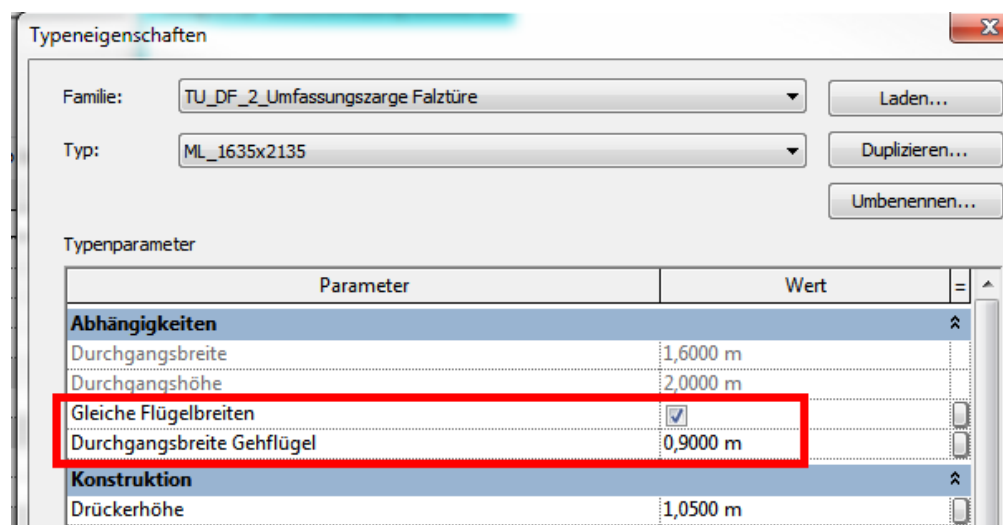 Typeneigenschaften
Familie: TU_DF_2_Umfassungszarge Falztüre Laden...
Typ: ML_1635x2135 Duplizieren...
Umbenennen...
Typenparameter
Parameter Wert =
Abhängigkeiten
Durchgangsbreite 1,6000 m
Durchgangshöhe 2,0000 m
Gleiche Flügelbreiten
Durchgangsbreite Gehflügel 0,9000 m
Konstruktion
Drückerhöhe 1,0500 m